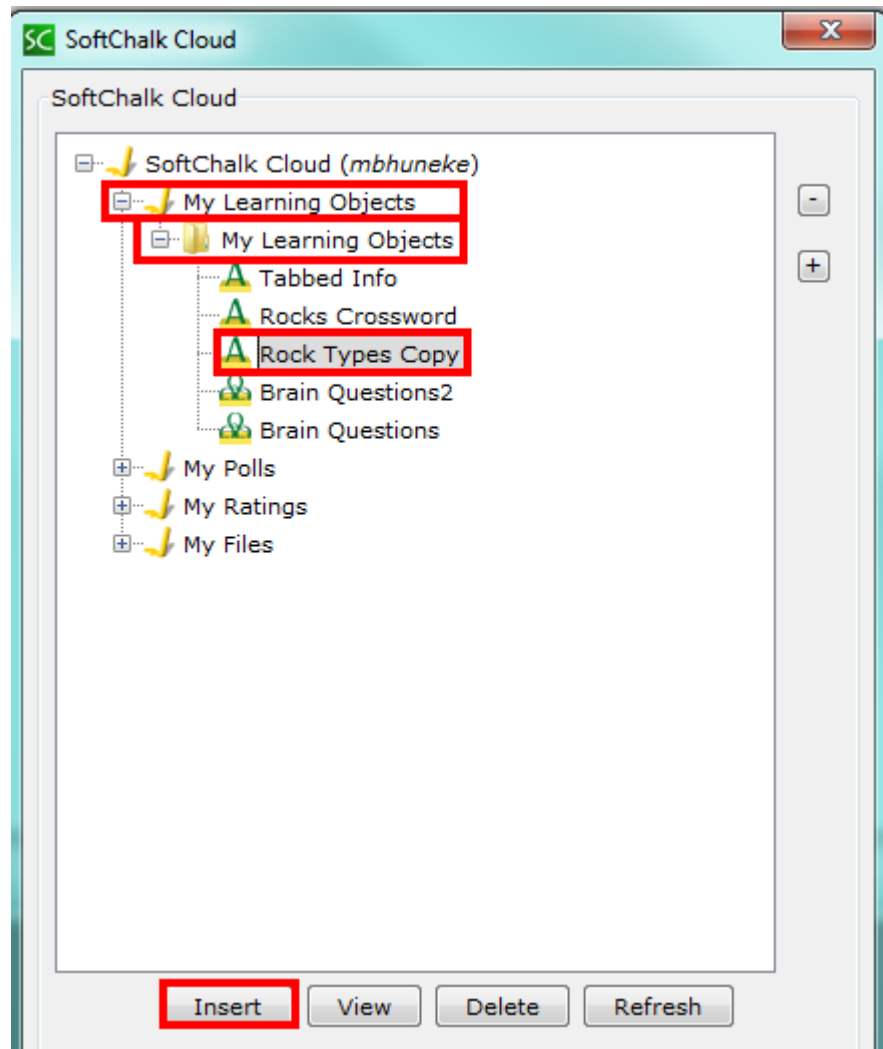 SC SoftChalk Cloud x
SoftChalk Cloud
SoftChalk Cloud (mbhuneke)
My Learning Objects
My Learning Objects
Tabbed Info
A Rocks Crossword
A Rock Types Copy
Brain Questions2
Brain Questions
My Polls
My Ratings
My Files
Insert View Delete Refresh